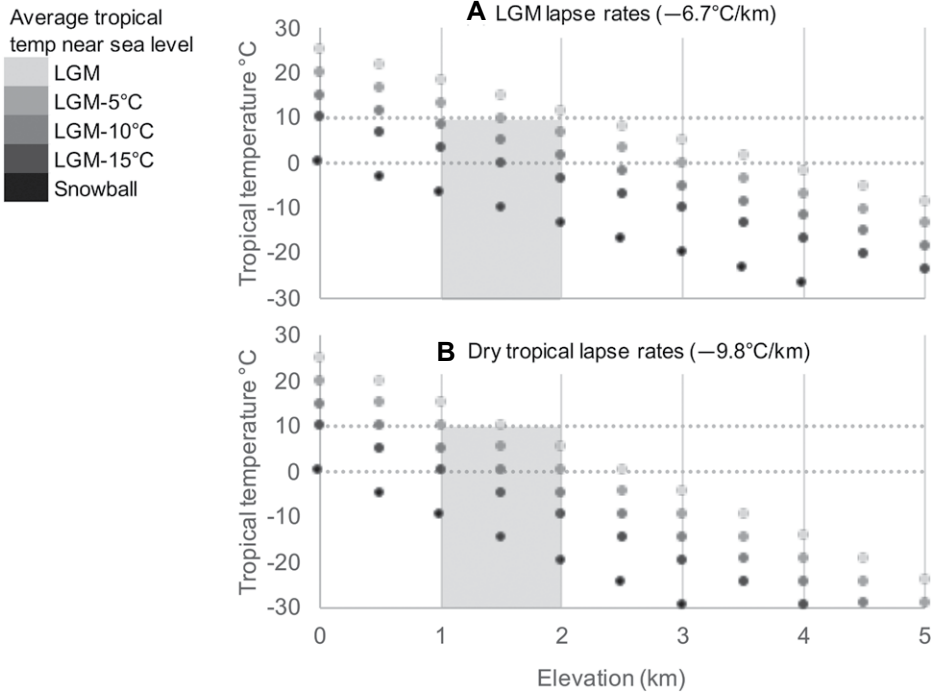 Average tropical
temp near sea level
LGM
LGM-5°C
LGM-10°C
LGM-15°C
Snowball
A LGM lapse rates (—6.7°C/km)
Tropical temperature °C
30
20
10
0
-10
-20
-30
B Dry tropical lapse rates (—9.8°C/km)
Tropical temperature °C
30
20
10
0
-10
-20
-30
0 1 2 3 4 5
Elevation (km)